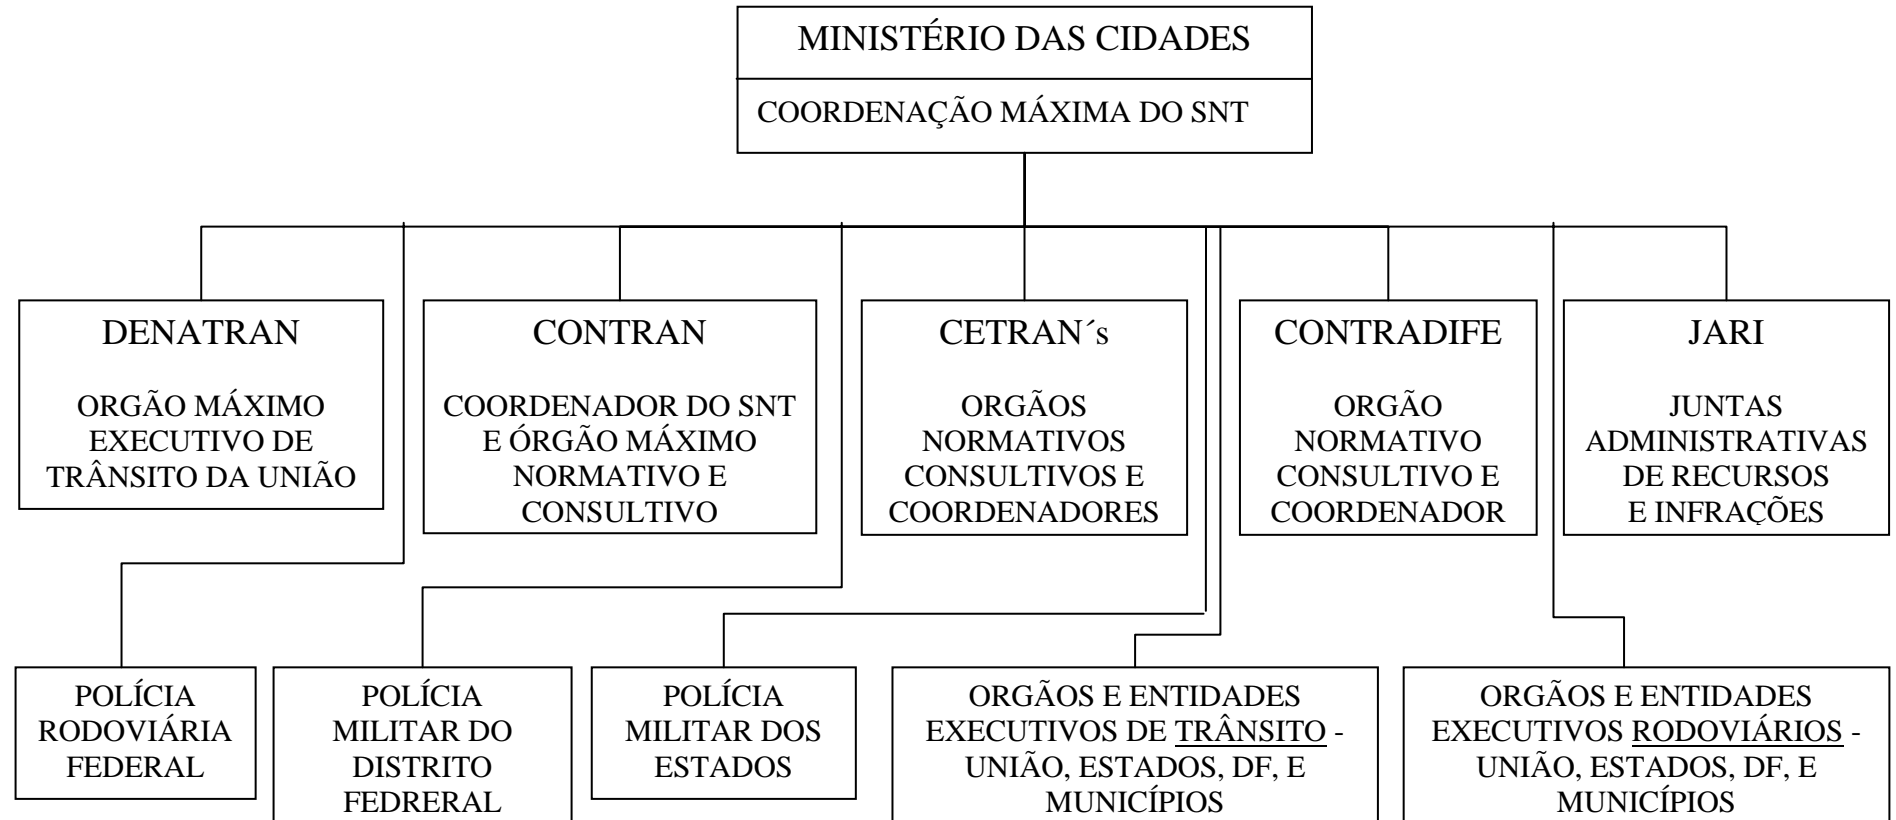 MINISTÉRIO DAS CIDADES
COORDENAÇÃO MÁXIMA DO SNT
DENATRAN
ORGÃO MÁXIMO
EXECUTIVO DE
TRÂNSITO DA UNIÃO
CONTRAN
COORDENADOR DO SNT
E ÓRGÃO MÁXIMO
NORMATIVO E
CONSULTIVO
CETRAN´s
ORGÃOS
NORMATIVOS
CONSULTIVOS E
COORDENADORES
CONTRADIFE
ORGÃO
NORMATIVO
CONSULTIVO E
COORDENADOR
JARI
JUNTAS
ADMINISTRATIVAS
DE RECURSOS
E INFRAÇÕES
POLÍCIA
RODOVIÁRIA
FEDERAL
POLÍCIA
MILITAR DO
DISTRITO
FEDRERAL
POLÍCIA
MILITAR DOS
ESTADOS
ORGÃOS E ENTIDADES
EXECUTIVOS DE TRÂNSITO -
UNIÃO, ESTADOS, DF, E
MUNICÍPIOS
ORGÃOS E ENTIDADES
EXECUTIVOS RODOVIÁRIOS -
UNIÃO, ESTADOS, DF, E
MUNICÍPIOS